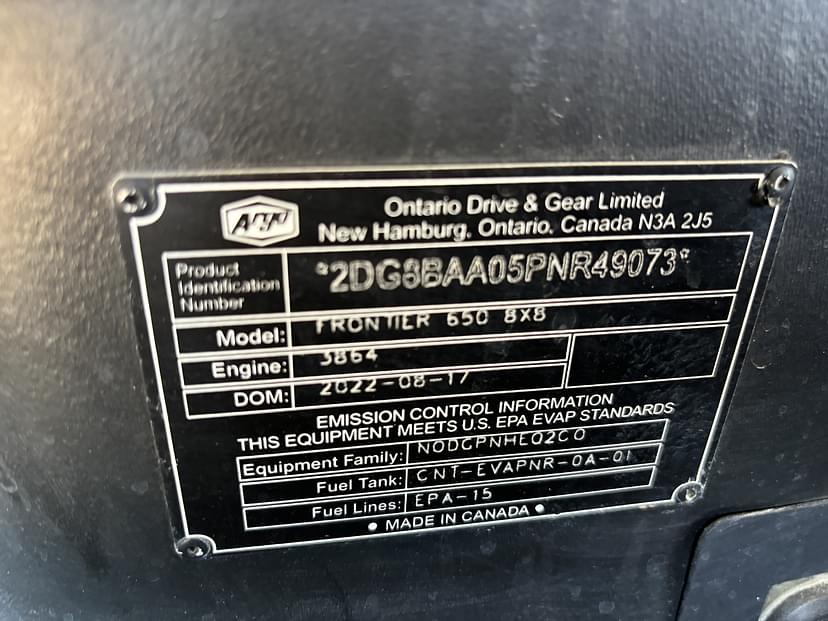 Argo
Ontario Drive & Gear Limited
New Hamburg, Ontario, Canada N3A 2J5
Product
Identification
Number
*2DG8BAA05PNR49073*
Model: FRONTIER 650 8X8
Engine: 3864
DOM: 2022-08-17
EMISSION CONTROL INFORMATION
THIS EQUIPMENT MEETS U.S. EPA EVAP STANDARDS
Equipment Family: NODGPNHEQ2C0
Fuel Tank: CNT-EVAPNR-0A-01
Fuel Lines: EPA-15
• MADE IN CANADA •